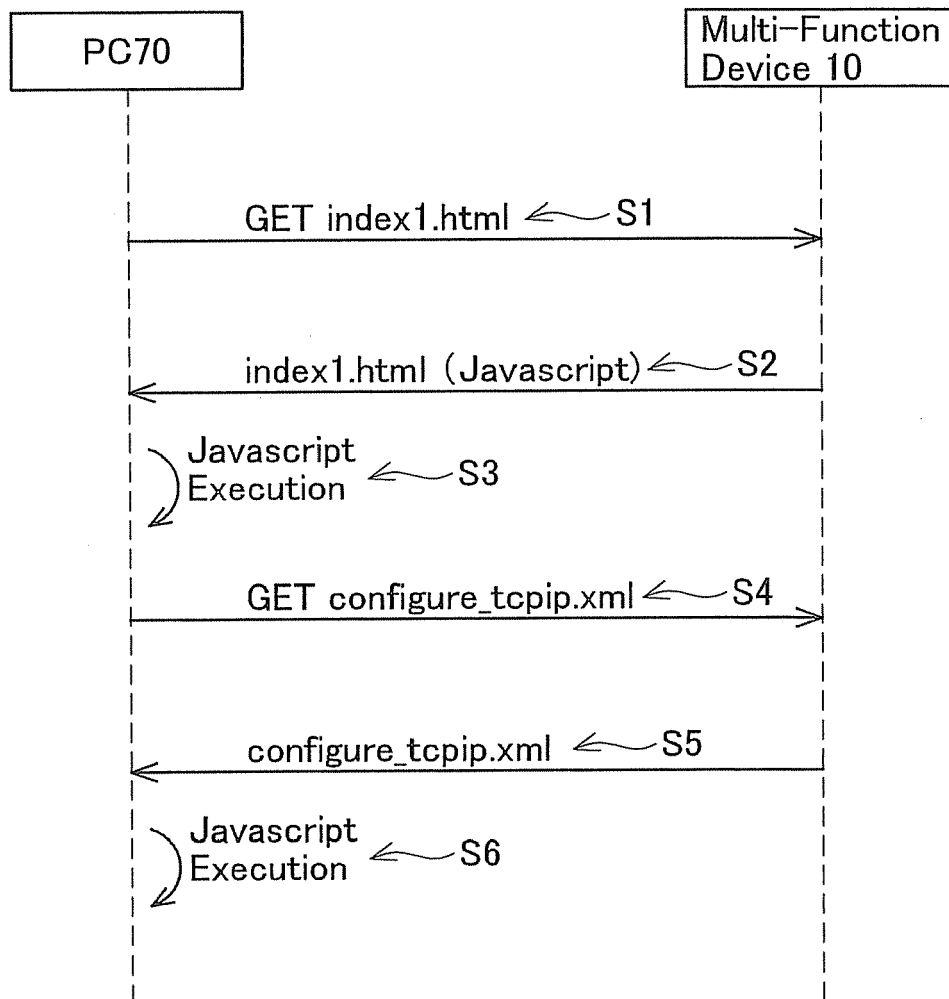 PC70
Multi-Function
Device 10
GET index1.html S1
index1.html (Javascript) S2
Javascript
Execution S3
GET configure_tcpip.xml S4
configure_tcpip.xml S5
Javascript
Execution S6